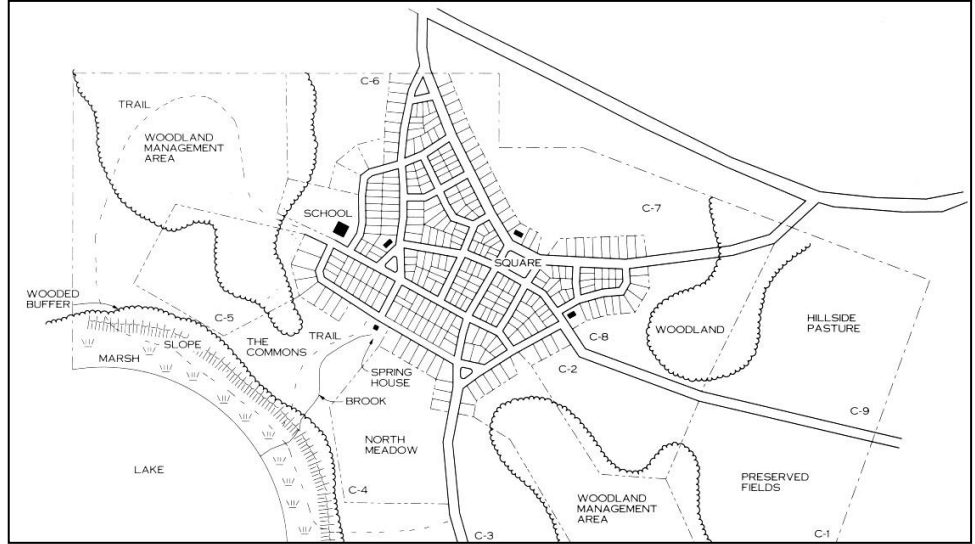 C-6
TRAIL
WOODLAND
MANAGEMENT
AREA
SCHOOL
C-7
SQUARE
WOODED
BUFFER
C-5
SLOPE
THE
COMMONS
TRAIL
MARSH
SPRING
HOUSE
BROOK
C-8
C-2
WOODLAND
HILLSIDE
PASTURE
C-9
NORTH
MEADOW
LAKE
C-4
WOODLAND
MANAGEMENT
AREA
PRESERVED
FIELDS
C-3
C-1